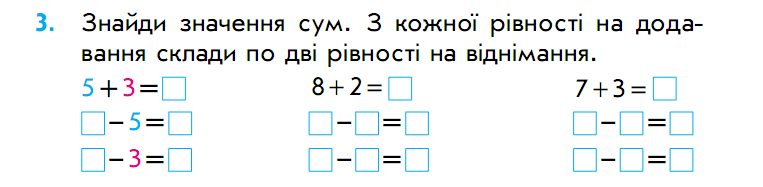 3. Знайди значення сум. З кожної рівності на дода-
вання склади по дві рівності на віднімання.
5+3=□ 8+2=□ 7+3=□
□-5=□ □-□=□ □-□=□
□-3=□ □-□=□ □-□=□